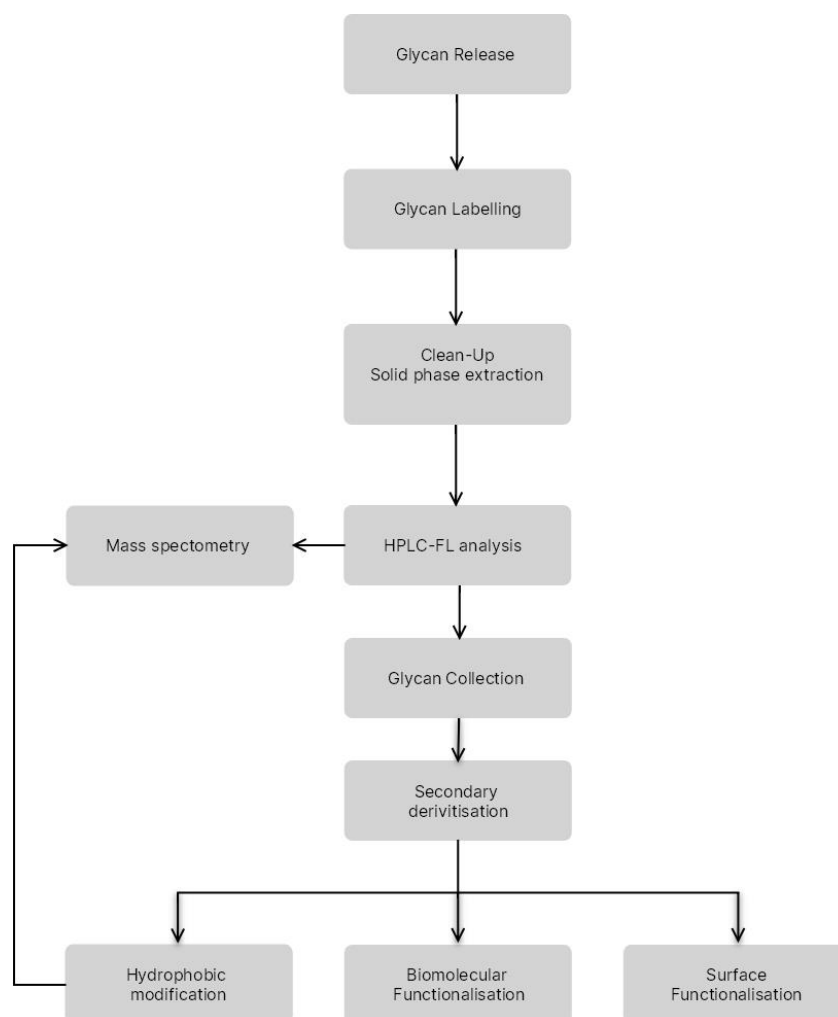 Glycan Release
Glycan Labelling
Clean-Up
Solid phase extraction
Mass spectometry
HPLC-FL analysis
Glycan Collection
Secondary
derivitisation
Hydrophobic
modification
Biomolecular
Functionalisation
Surface
Functionalisation